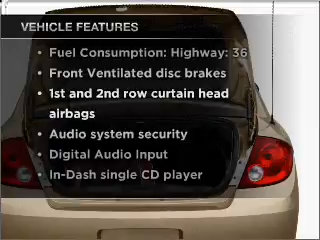 VEHICLE FEATURES
• Fuel Consumption: Highway: 36
• Front Ventilated disc brakes
• 1st and 2nd row curtain head
airbags
• Audio system security
• Digital Audio Input
• In-Dash single CD player